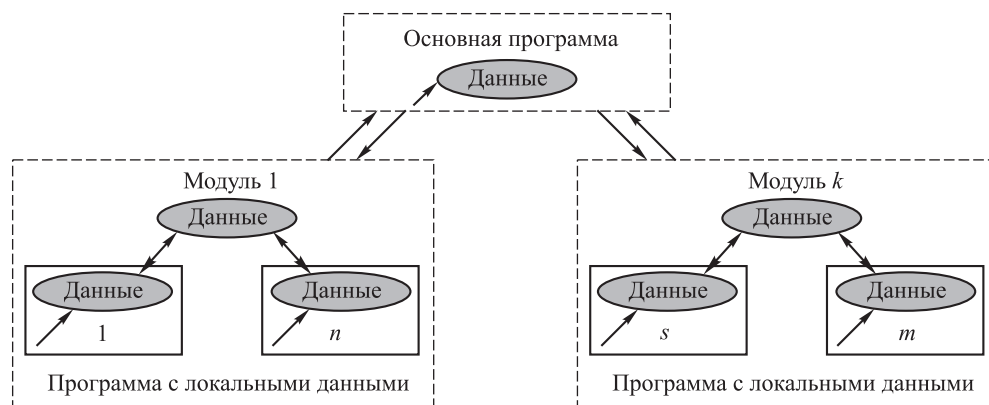 Основная программа
Данные
Модуль 1
Данные
Данные
1
Данные
n
Программа с локальными данными
Модуль k
Данные
Данные
s
Данные
m
Программа с локальными данными